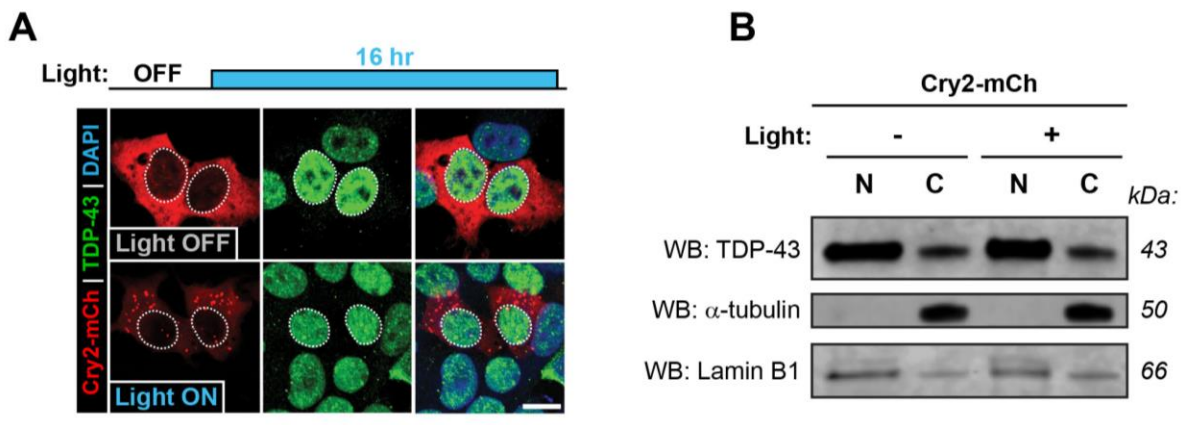 A
16 hr
Light: OFF
Cry2-mCh | TDP-43 | DAPI
Light OFF
Light ON
B
Cry2-mCh
Light: - +
N C N C
kDa:
WB: TDP-43 43
WB: α-tubulin 50
WB: Lamin B1 66